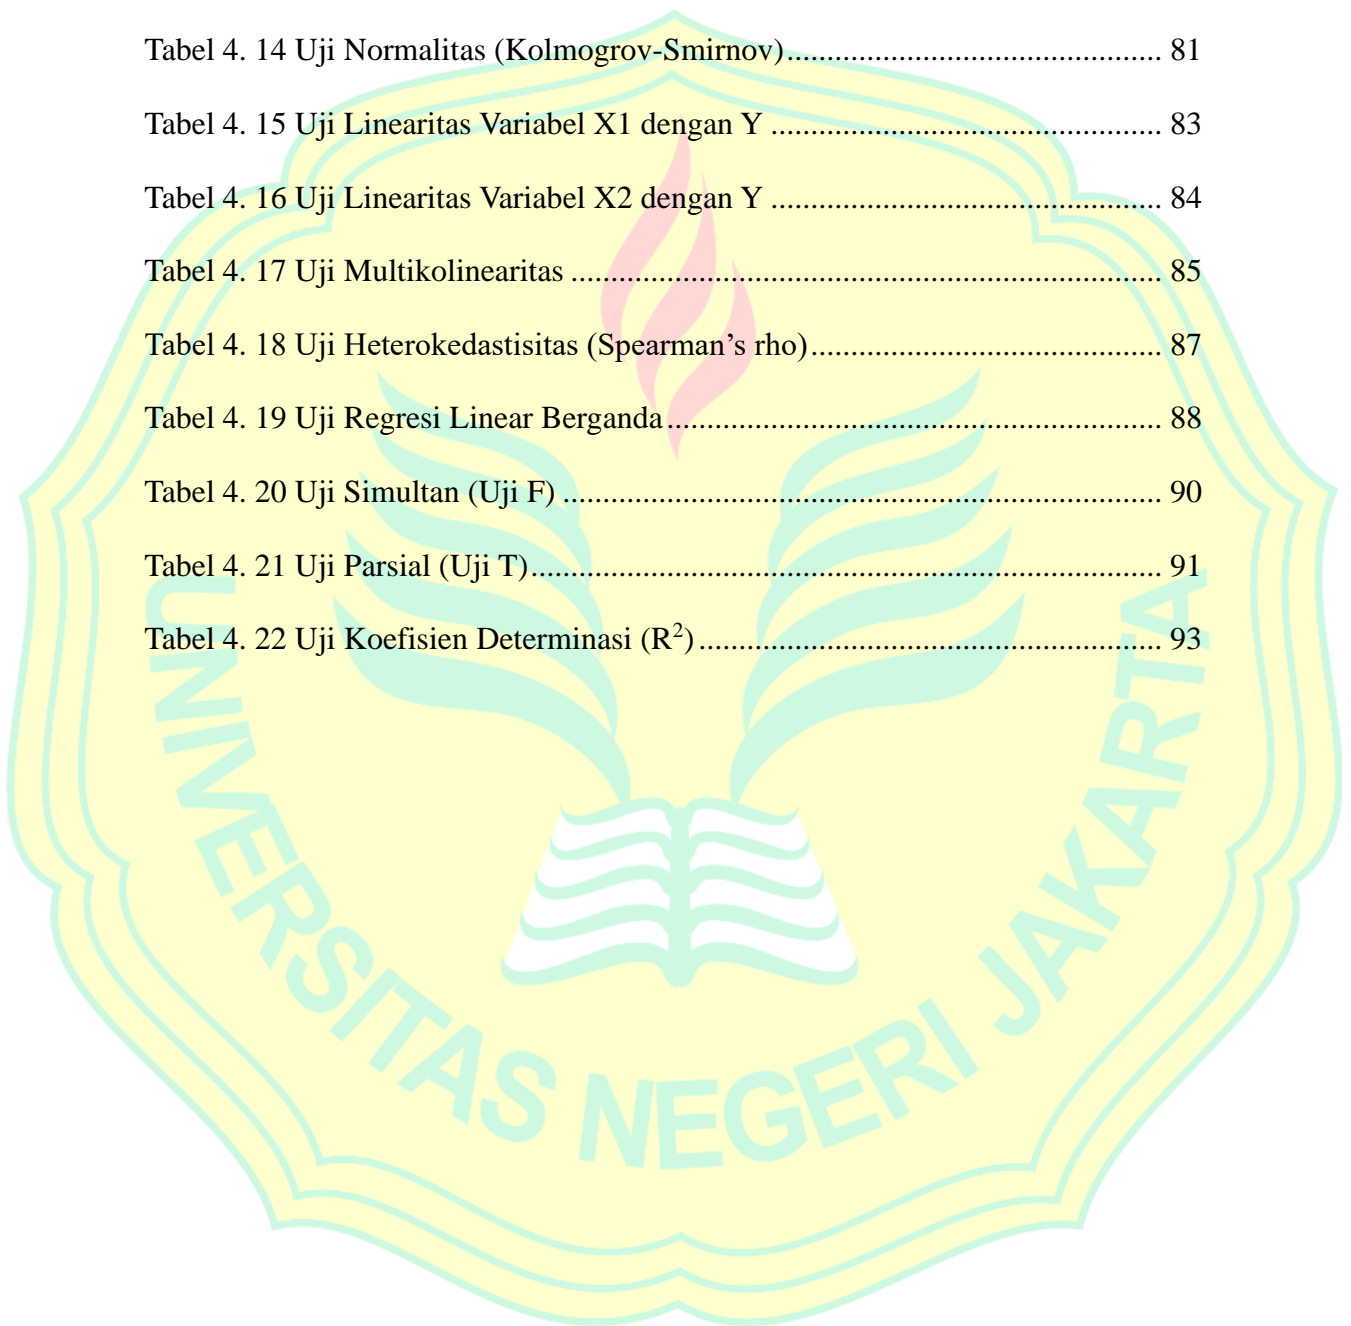 Tabel 4. 14 Uji Normalitas (Kolmogrov-Smirnov)............................................... 81
Tabel 4. 15 Uji Linearitas Variabel X1 dengan Y ................................................. 83
Tabel 4. 16 Uji Linearitas Variabel X2 dengan Y ................................................. 84
Tabel 4. 17 Uji Multikolinearitas .......................................................................... 85
Tabel 4. 18 Uji Heterokedastisitas (Spearman’s rho)............................................ 87
Tabel 4. 19 Uji Regresi Linear Berganda.............................................................. 88
Tabel 4. 20 Uji Simultan (Uji F) ........................................................................... 90
Tabel 4. 21 Uji Parsial (Uji T)............................................................................... 91
Tabel 4. 22 Uji Koefisien Determinasi (R²).......................................................... 93
UNIVERSITAS NEGERI JAKARTA